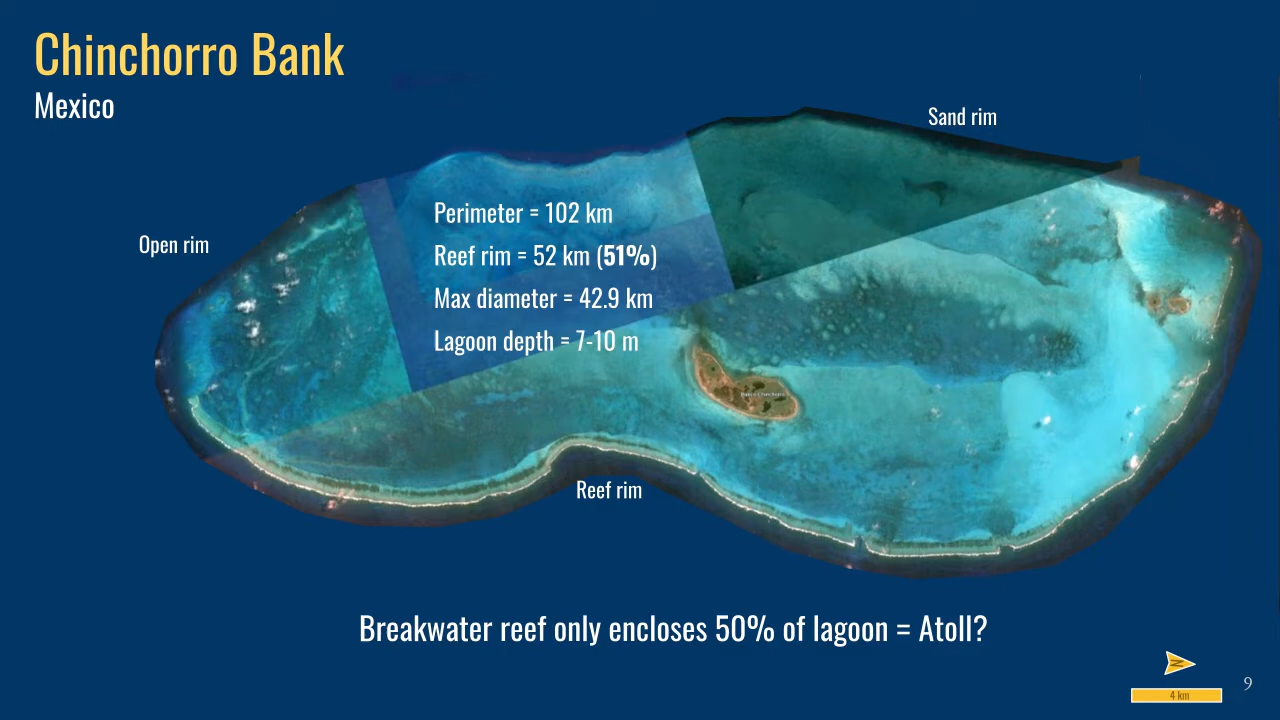 Chinchorro Bank
Mexico
Sand rim
Open rim
Perimeter = 102 km
Reef rim = 52 km (51%)
Max diameter = 42.9 km
Lagoon depth = 7-10 m
Reef rim
Breakwater reef only encloses 50% of lagoon = Atoll?
N
4 km
9